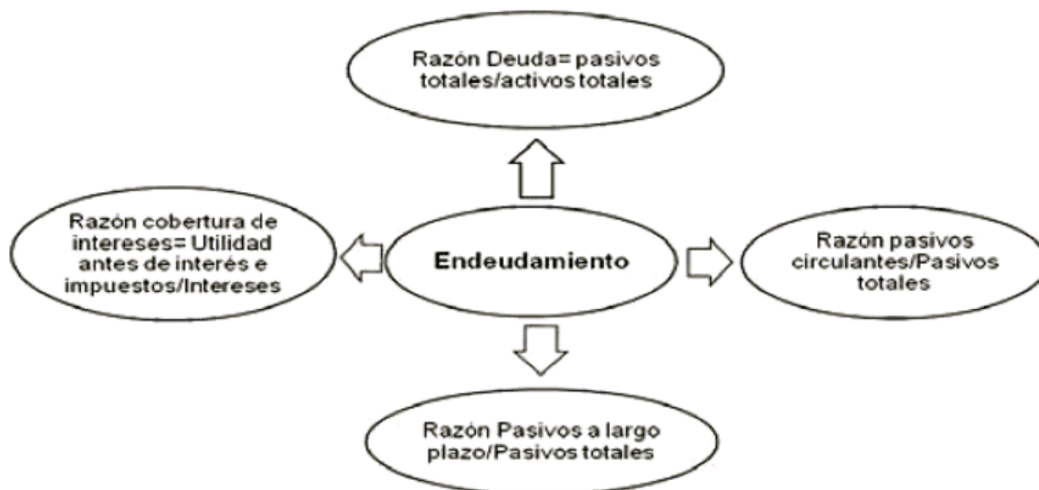 Razón Deuda= pasivos
totales/activos totales
Razón cobertura de
intereses= Utilidad
antes de interés e
impuestos/Intereses
Endeudamiento
Razón pasivos
circulantes/Pasivos
totales
Razón Pasivos a largo
plazo/Pasivos totales